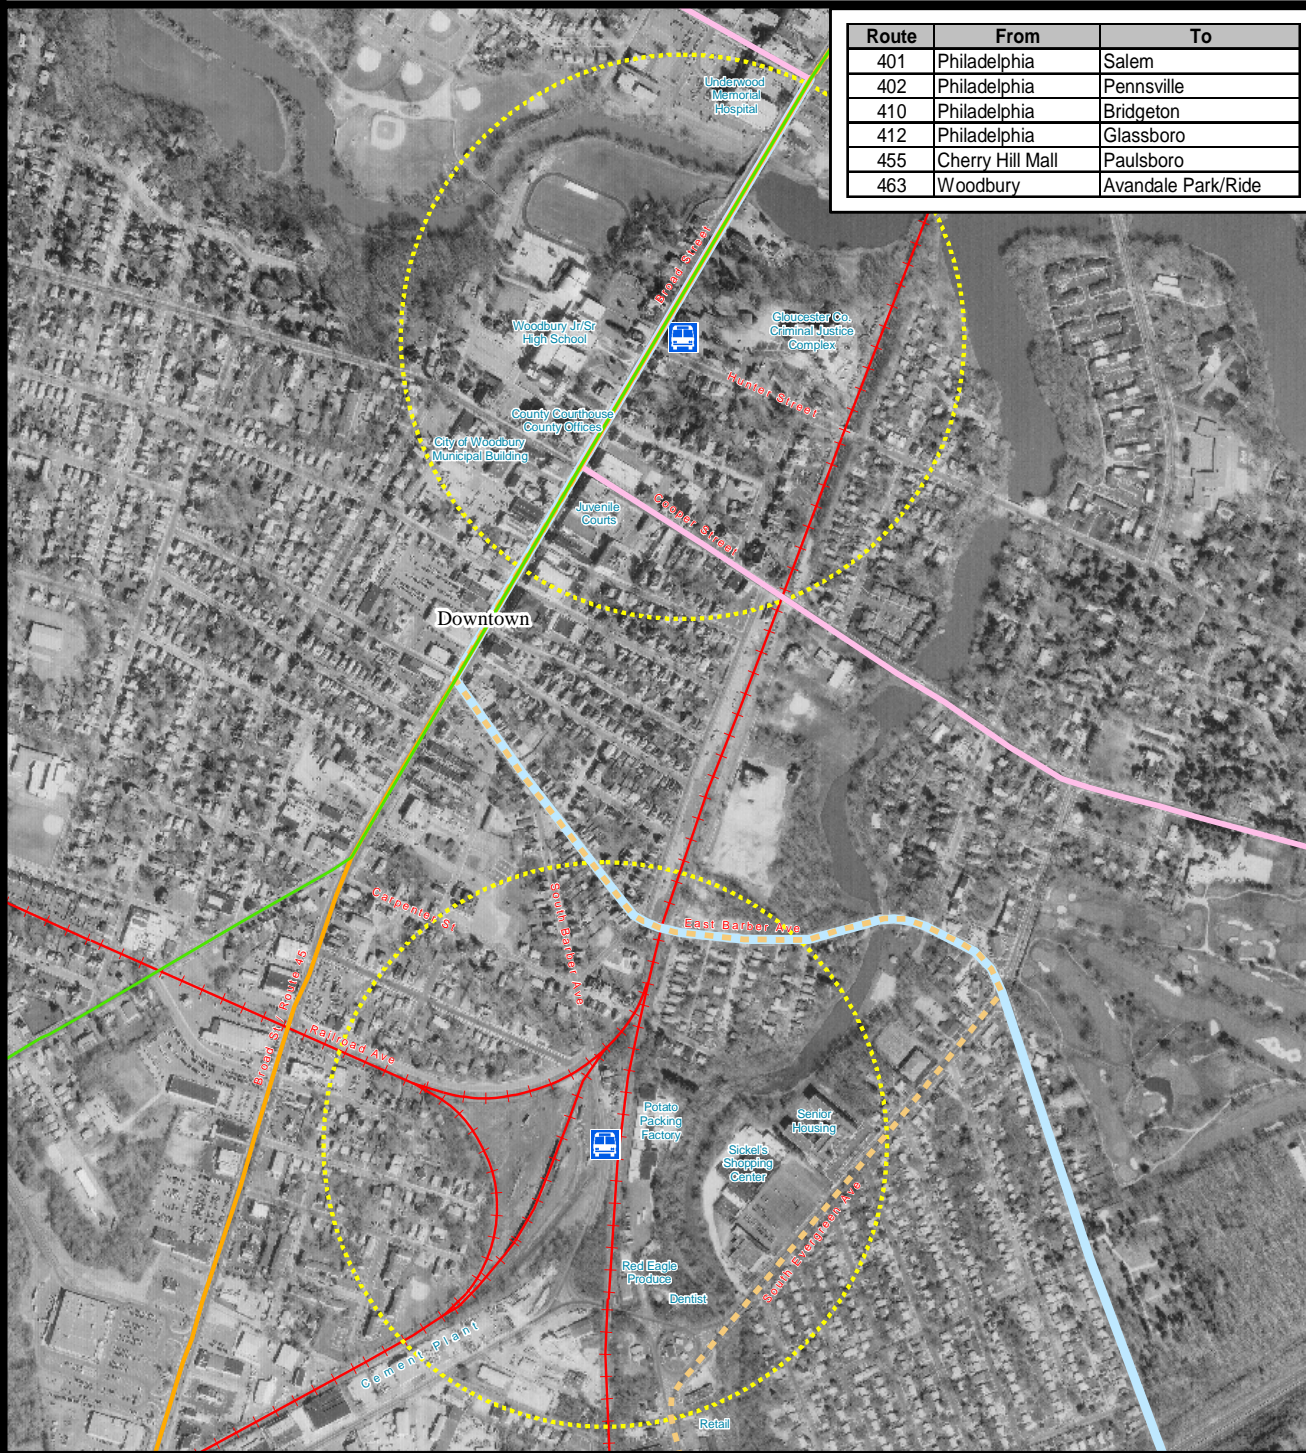 Route From To
401 Philadelphia Salem
402 Philadelphia Pennsville
410 Philadelphia Bridgeton
412 Philadelphia Glassboro
455 Cherry Hill Mall Paulsboro
463 Woodbury Avandale Park/Ride
Underwood
Memorial
Hospital
Broad Street
Woodbury Jr/Sr
High School
Gloucester Co.
Criminal Justice
Complex
Hunter Street
County Courthouse
County Offices
City of Woodbury
Municipal Building
Juvenile
Courts
Cooper Street
Downtown
Carpenter St
South Barber Ave
East Barber Ave
Broad St./ Route 45
Railroad Ave
Potato
Packing
Factory
Senior
Housing
Sickel's
Shopping
Center
South Evergreen Ave
Red Eagle
Produce
Dentist
Cement Plant
Retail